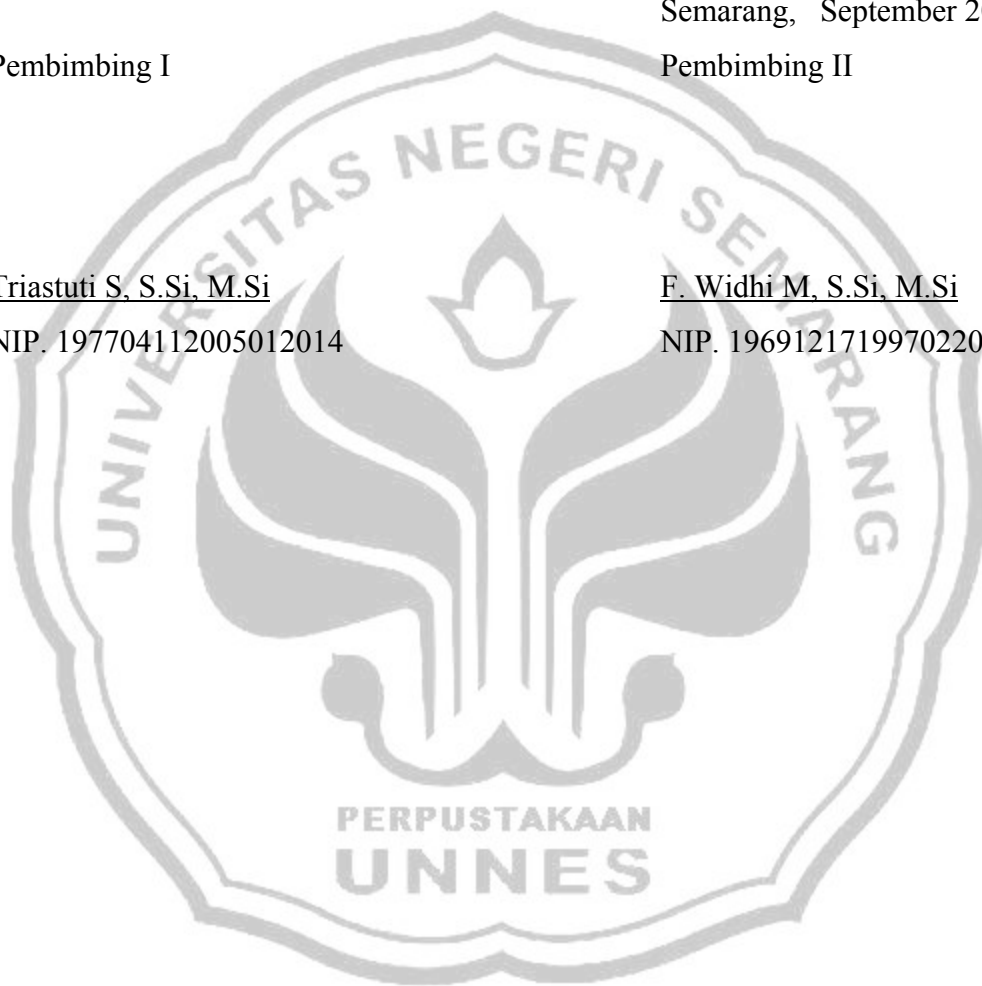 Semarang, September 20
Pembimbing I
Pembimbing II
Triastuti S, S.Si, M.Si
F. Widhi M, S.Si, M.Si
NIP. 197704112005012014
NIP. 1969121719970220
UNIVERSITAS NEGERI SEMARANG
PERPUSTAKAAN
UNNES